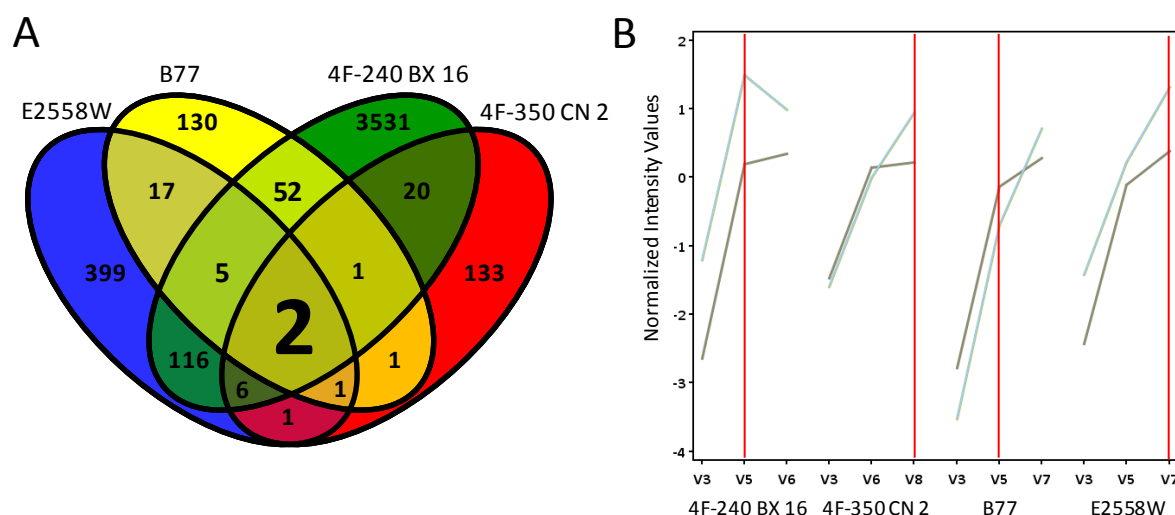 A
B77
4F-240 BX 16
E2558W
4F-350 CN 2
130
3531
17
52
20
399
5
1
133
2
116
1
6
1
1
B
Normalized Intensity Values
2
1
0
-1
-2
-3
-4
V3 V5 V6 V3 V6 V8 V3 V5 V7 V3 V5 V7
4F-240 BX 16 4F-350 CN 2 B77 E2558W